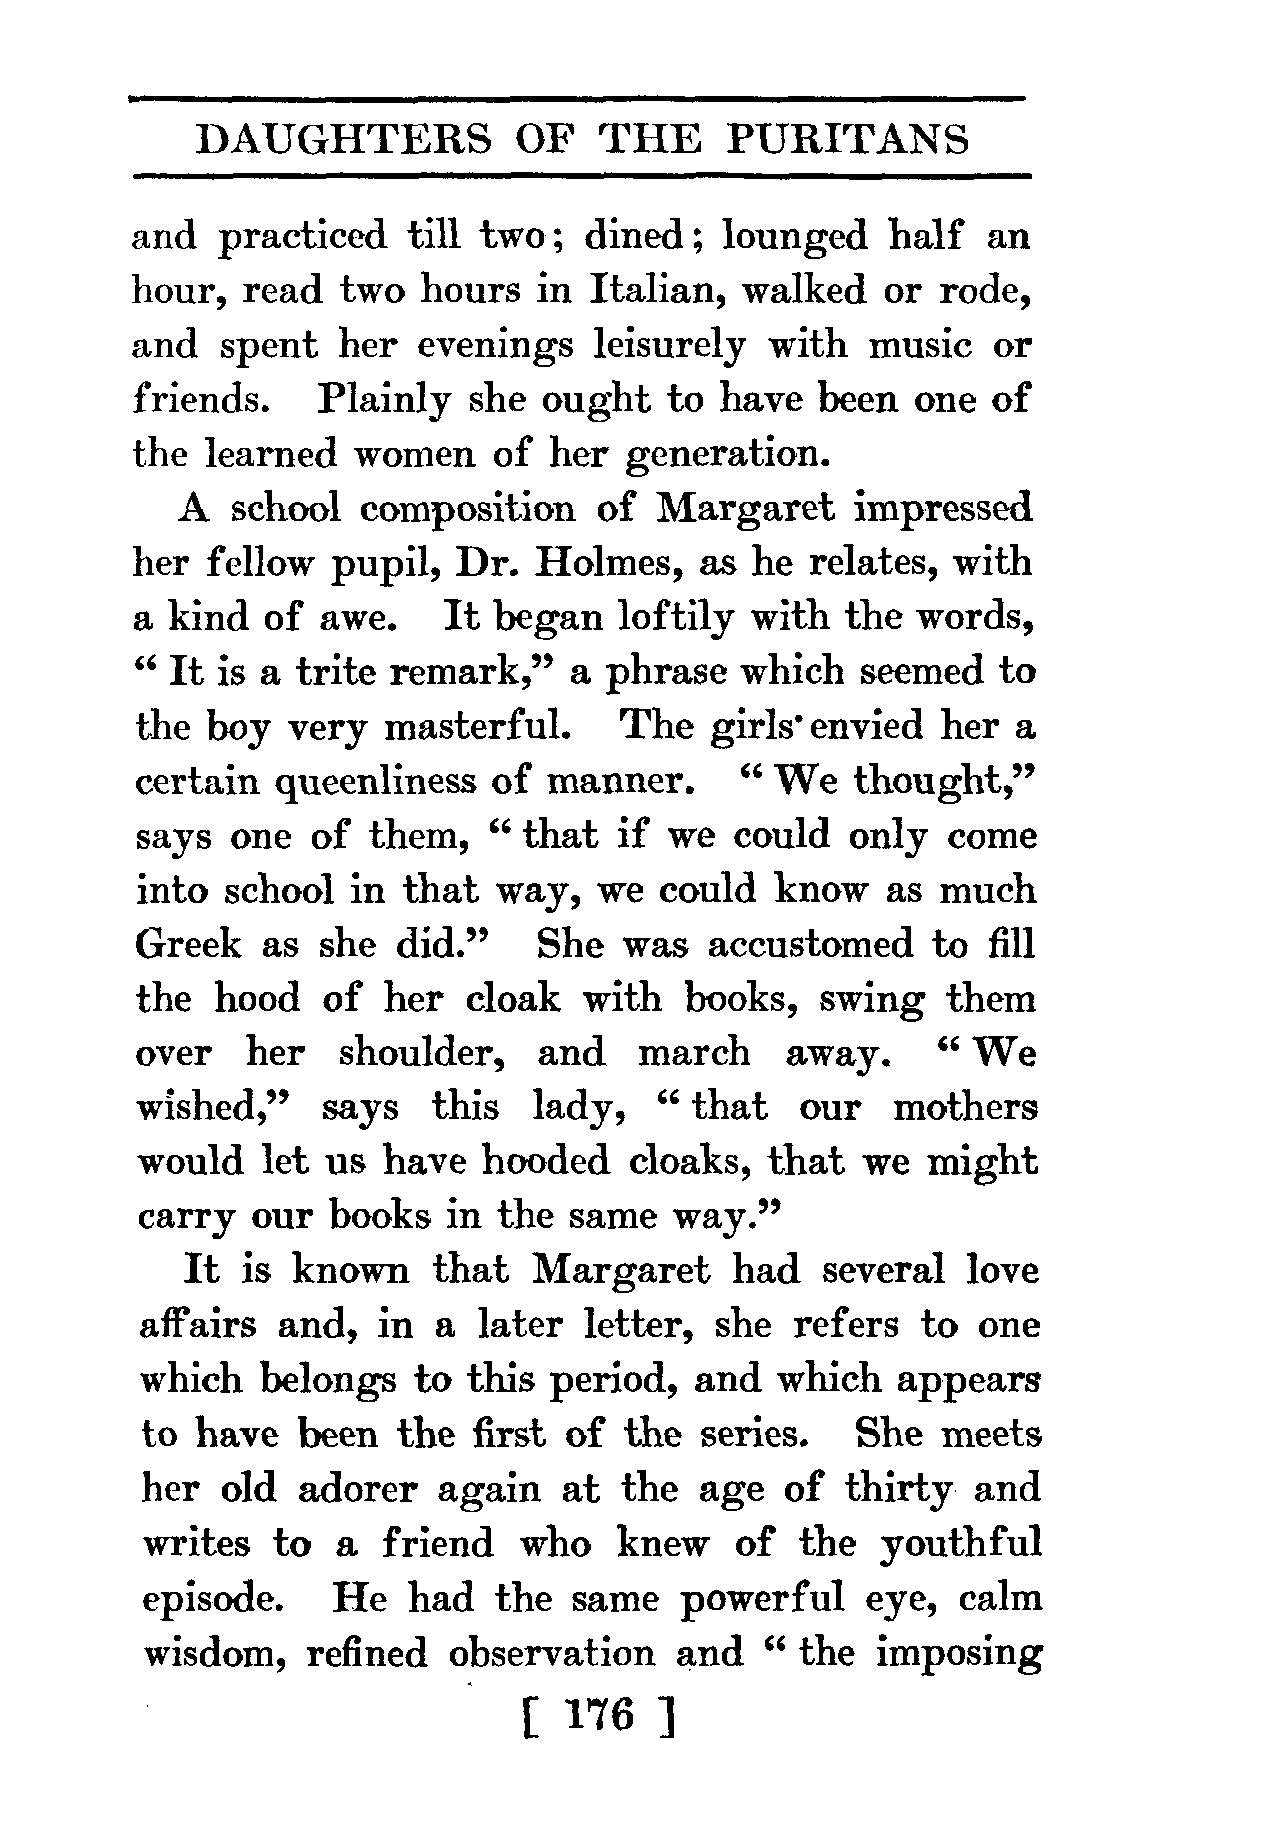 DAUGHTERS OF THE PURITANS
and practiced till two; dined; lounged half an
hour, read two hours in Italian, walked or rode,
and spent her evenings leisurely with music or
friends. Plainly she ought to have been one of
the learned women of her generation.
A school composition of Margaret impressed
her fellow pupil, Dr. Holmes, as he relates, with
a kind of awe. It began loftily with the words,
“ It is a trite remark,” a phrase which seemed to
the boy very masterful. The girls envied her a
certain queenliness of manner. “ We thought,”
says one of them, “ that if we could only come
into school in that way, we could know as much
Greek as she did.” She was accustomed to fill
the hood of her cloak with books, swing them
over her shoulder, and march away. “ We
wished,” says this lady, “ that our mothers
would let us have hooded cloaks, that we might
carry our books in the same way.”
It is known that Margaret had several love
affairs and, in a later letter, she refers to one
which belongs to this period, and which appears
to have been the first of the series. She meets
her old adorer again at the age of thirty and
writes to a friend who knew of the youthful
episode. He had the same powerful eye, calm
wisdom, refined observation and “ the imposing
[ 176 ]